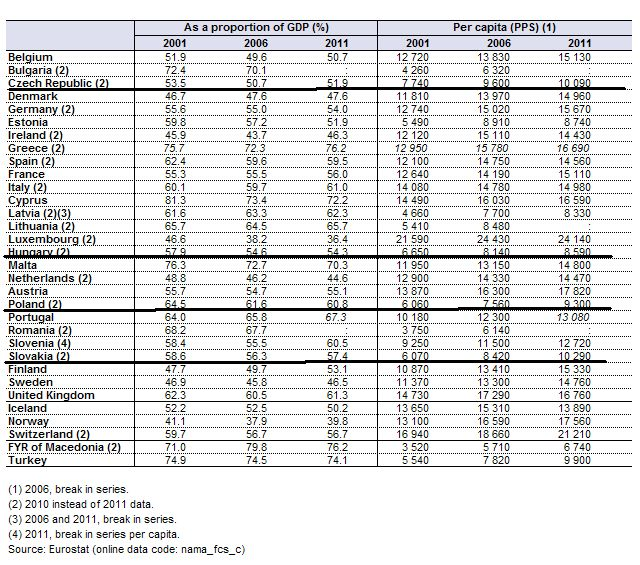 As a proportion of GDP (%) Per capita (PPS) (1)
2001 2006 2011 2001 2006 2011
Belgium 51.9 49.6 50.7 12 720 13 830 15 130
Bulgaria (2) 72.4 70.1 : 4 260 6 320 :
Czech Republic (2) 53.5 50.7 51.9 7 740 9 600 10 090
Denmark 46.7 47.6 47.6 11 810 13 970 14 960
Germany (2) 55.6 55.0 54.0 12 740 15 020 15 670
Estonia 59.8 57.2 51.9 5 490 8 910 8 740
Ireland (2) 45.9 43.7 46.3 12 120 15 110 14 430
Greece (2) 75.7 72.3 76.2 12 950 15 780 16 690
Spain (2) 62.4 59.6 59.5 12 100 14 750 14 560
France 55.3 55.5 56.0 12 640 14 190 15 110
Italy (2) 60.1 59.7 61.0 14 080 14 780 14 980
Cyprus 81.3 73.4 72.2 14 490 16 030 16 590
Latvia (2)(3) 61.6 63.3 62.3 4 660 7 700 8 330
Lithuania (2) 65.7 64.5 65.7 5 410 8 480 :
Luxembourg (2) 46.6 38.2 36.4 21 590 24 430 24 140
Hungary (2) 57.9 54.6 54.3 6 650 8 140 8 590
Malta 76.3 72.7 70.3 11 950 13 150 14 800
Netherlands (2) 48.8 46.2 44.6 12 900 14 330 14 470
Austria 55.7 54.7 55.1 13 870 16 300 17 820
Poland (2) 64.5 61.6 60.8 6 060 7 560 9 300
Portugal 64.0 65.8 67.3 10 180 12 300 13 080
Romania (2) 68.2 67.7 : 3 750 6 140 :
Slovenia (4) 58.4 55.5 60.5 9 250 11 500 12 720
Slovakia (2) 58.6 56.3 57.4 6 070 8 420 10 290
Finland 47.7 49.7 53.1 10 870 13 410 15 330
Sweden 46.9 45.8 46.5 11 370 13 300 14 760
United Kingdom 62.3 60.5 61.3 14 730 17 290 16 760
Iceland 52.2 52.5 50.2 13 650 15 310 13 890
Norway 41.1 37.9 39.8 13 100 16 590 17 560
Switzerland (2) 59.7 56.7 56.7 16 940 18 660 21 210
FYR of Macedonia (2) 71.0 79.8 76.2 3 520 5 710 6 740
Turkey 74.9 74.5 74.1 5 540 7 820 9 900
(1) 2006, break in series.
(2) 2010 instead of 2011 data.
(3) 2006 and 2011, break in series.
(4) 2011, break in series per capita.
Source: Eurostat (online data code: nama_fcs_c)